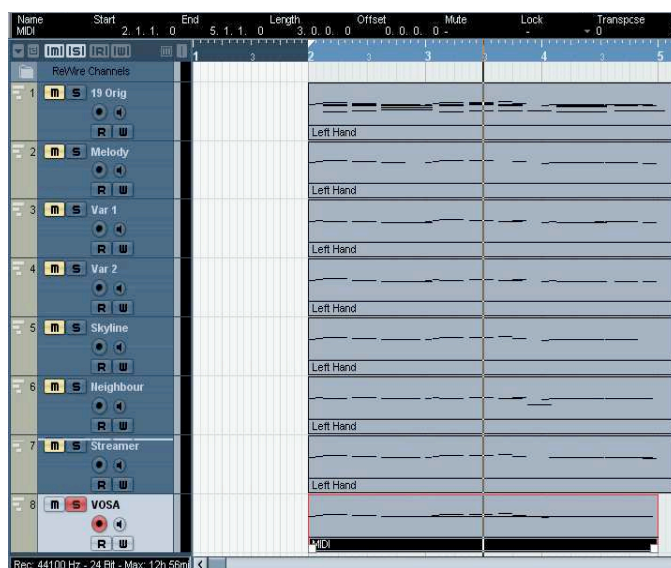 Name Start End Length Offset Mute Lock Transpose
MIDI 2. 1. 1. 0 5. 1. 1. 0 3. 0. 0. 0 0. 0. 0. 0 - - 0
[M] [S] [R] [W] 1 3 2 3 3 3 4 3 5
ReWire Channels
1 m S 19 Orig
R W
Left Hand
2 m S Melody
R W
Left Hand
3 m S Var 1
R W
Left Hand
4 m S Var 2
R W
Left Hand
5 m S Skyline
R W
Left Hand
6 m S Neighbour
R W
Left Hand
7 m S Streamer
R W
Left Hand
8 m S VOSA
R W
MIDI
Rec: 44100 Hz - 24 Bit - Max: 12h 56mi